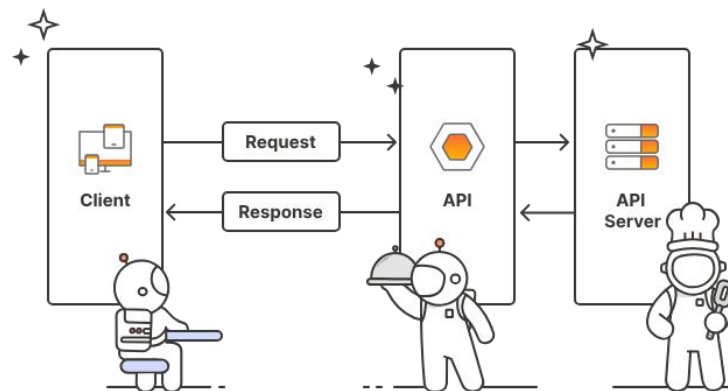 Request
Client
API
API
Server
Response